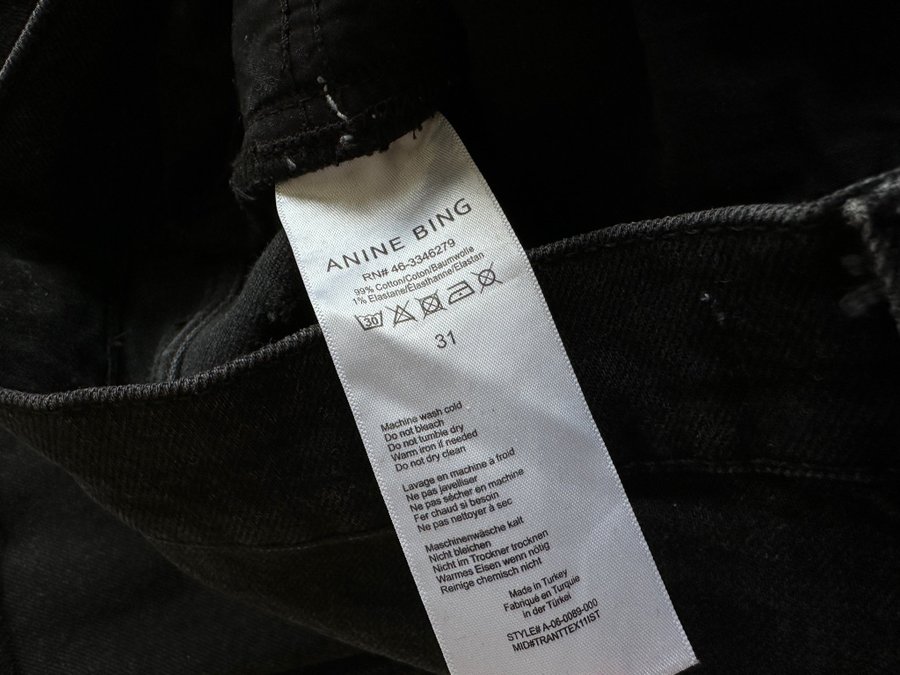 ANINE BING
RN# 46-3346279
99% Cotton/Coton/Baumwolle
1% Elastane/Élasthanne/Elastan
30
31
Machine wash cold
Do not bleach
Do not tumble dry
Warm iron if needed
Do not dry clean
Lavage en machine à froid
Ne pas javelliser
Ne pas sécher en machine
Fer chaud si besoin
Ne pas nettoyer à sec
Maschinenwäsche kalt
Nicht bleichen
Nicht im Trockner trocknen
Warmes Eisen wenn nötig
Reinige chemisch nicht
Made in Turkey
Fabriqué en Turquie
in der Türkei
STYLE# A-06-0089-000
MID#TRANTTEX11IST